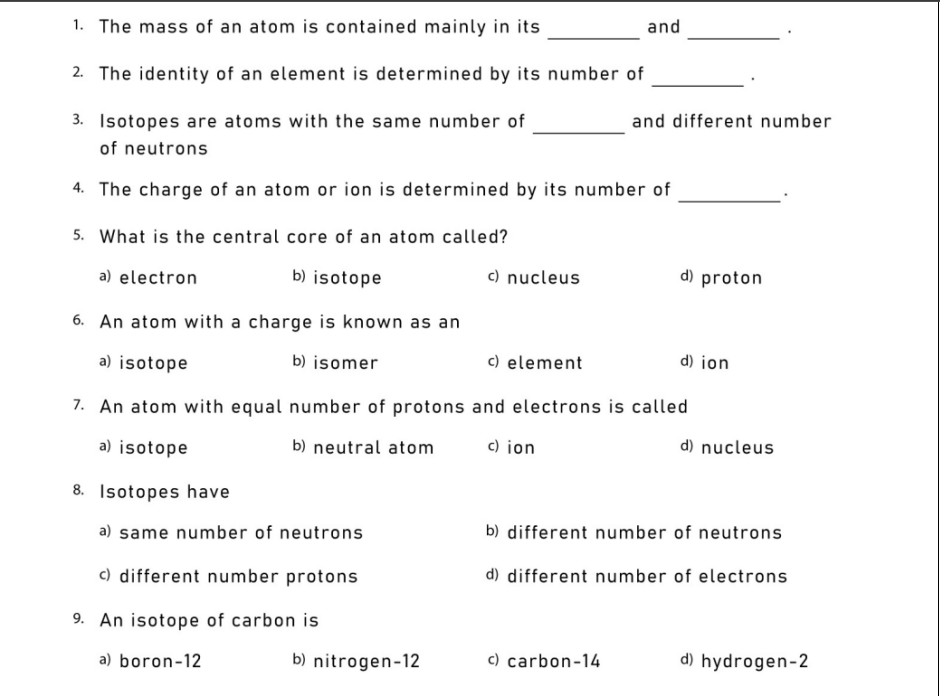 1. The mass of an atom is contained mainly in its _________ and _________ .
2. The identity of an element is determined by its number of _________ .
3. Isotopes are atoms with the same number of _________ and different number
of neutrons
4. The charge of an atom or ion is determined by its number of _________ .
5. What is the central core of an atom called?
a) electron b) isotope c) nucleus d) proton
6. An atom with a charge is known as an
a) isotope b) isomer c) element d) ion
7. An atom with equal number of protons and electrons is called
a) isotope b) neutral atom c) ion d) nucleus
8. Isotopes have
a) same number of neutrons b) different number of neutrons
c) different number protons d) different number of electrons
9. An isotope of carbon is
a) boron-12 b) nitrogen-12 c) carbon-14 d) hydrogen-2